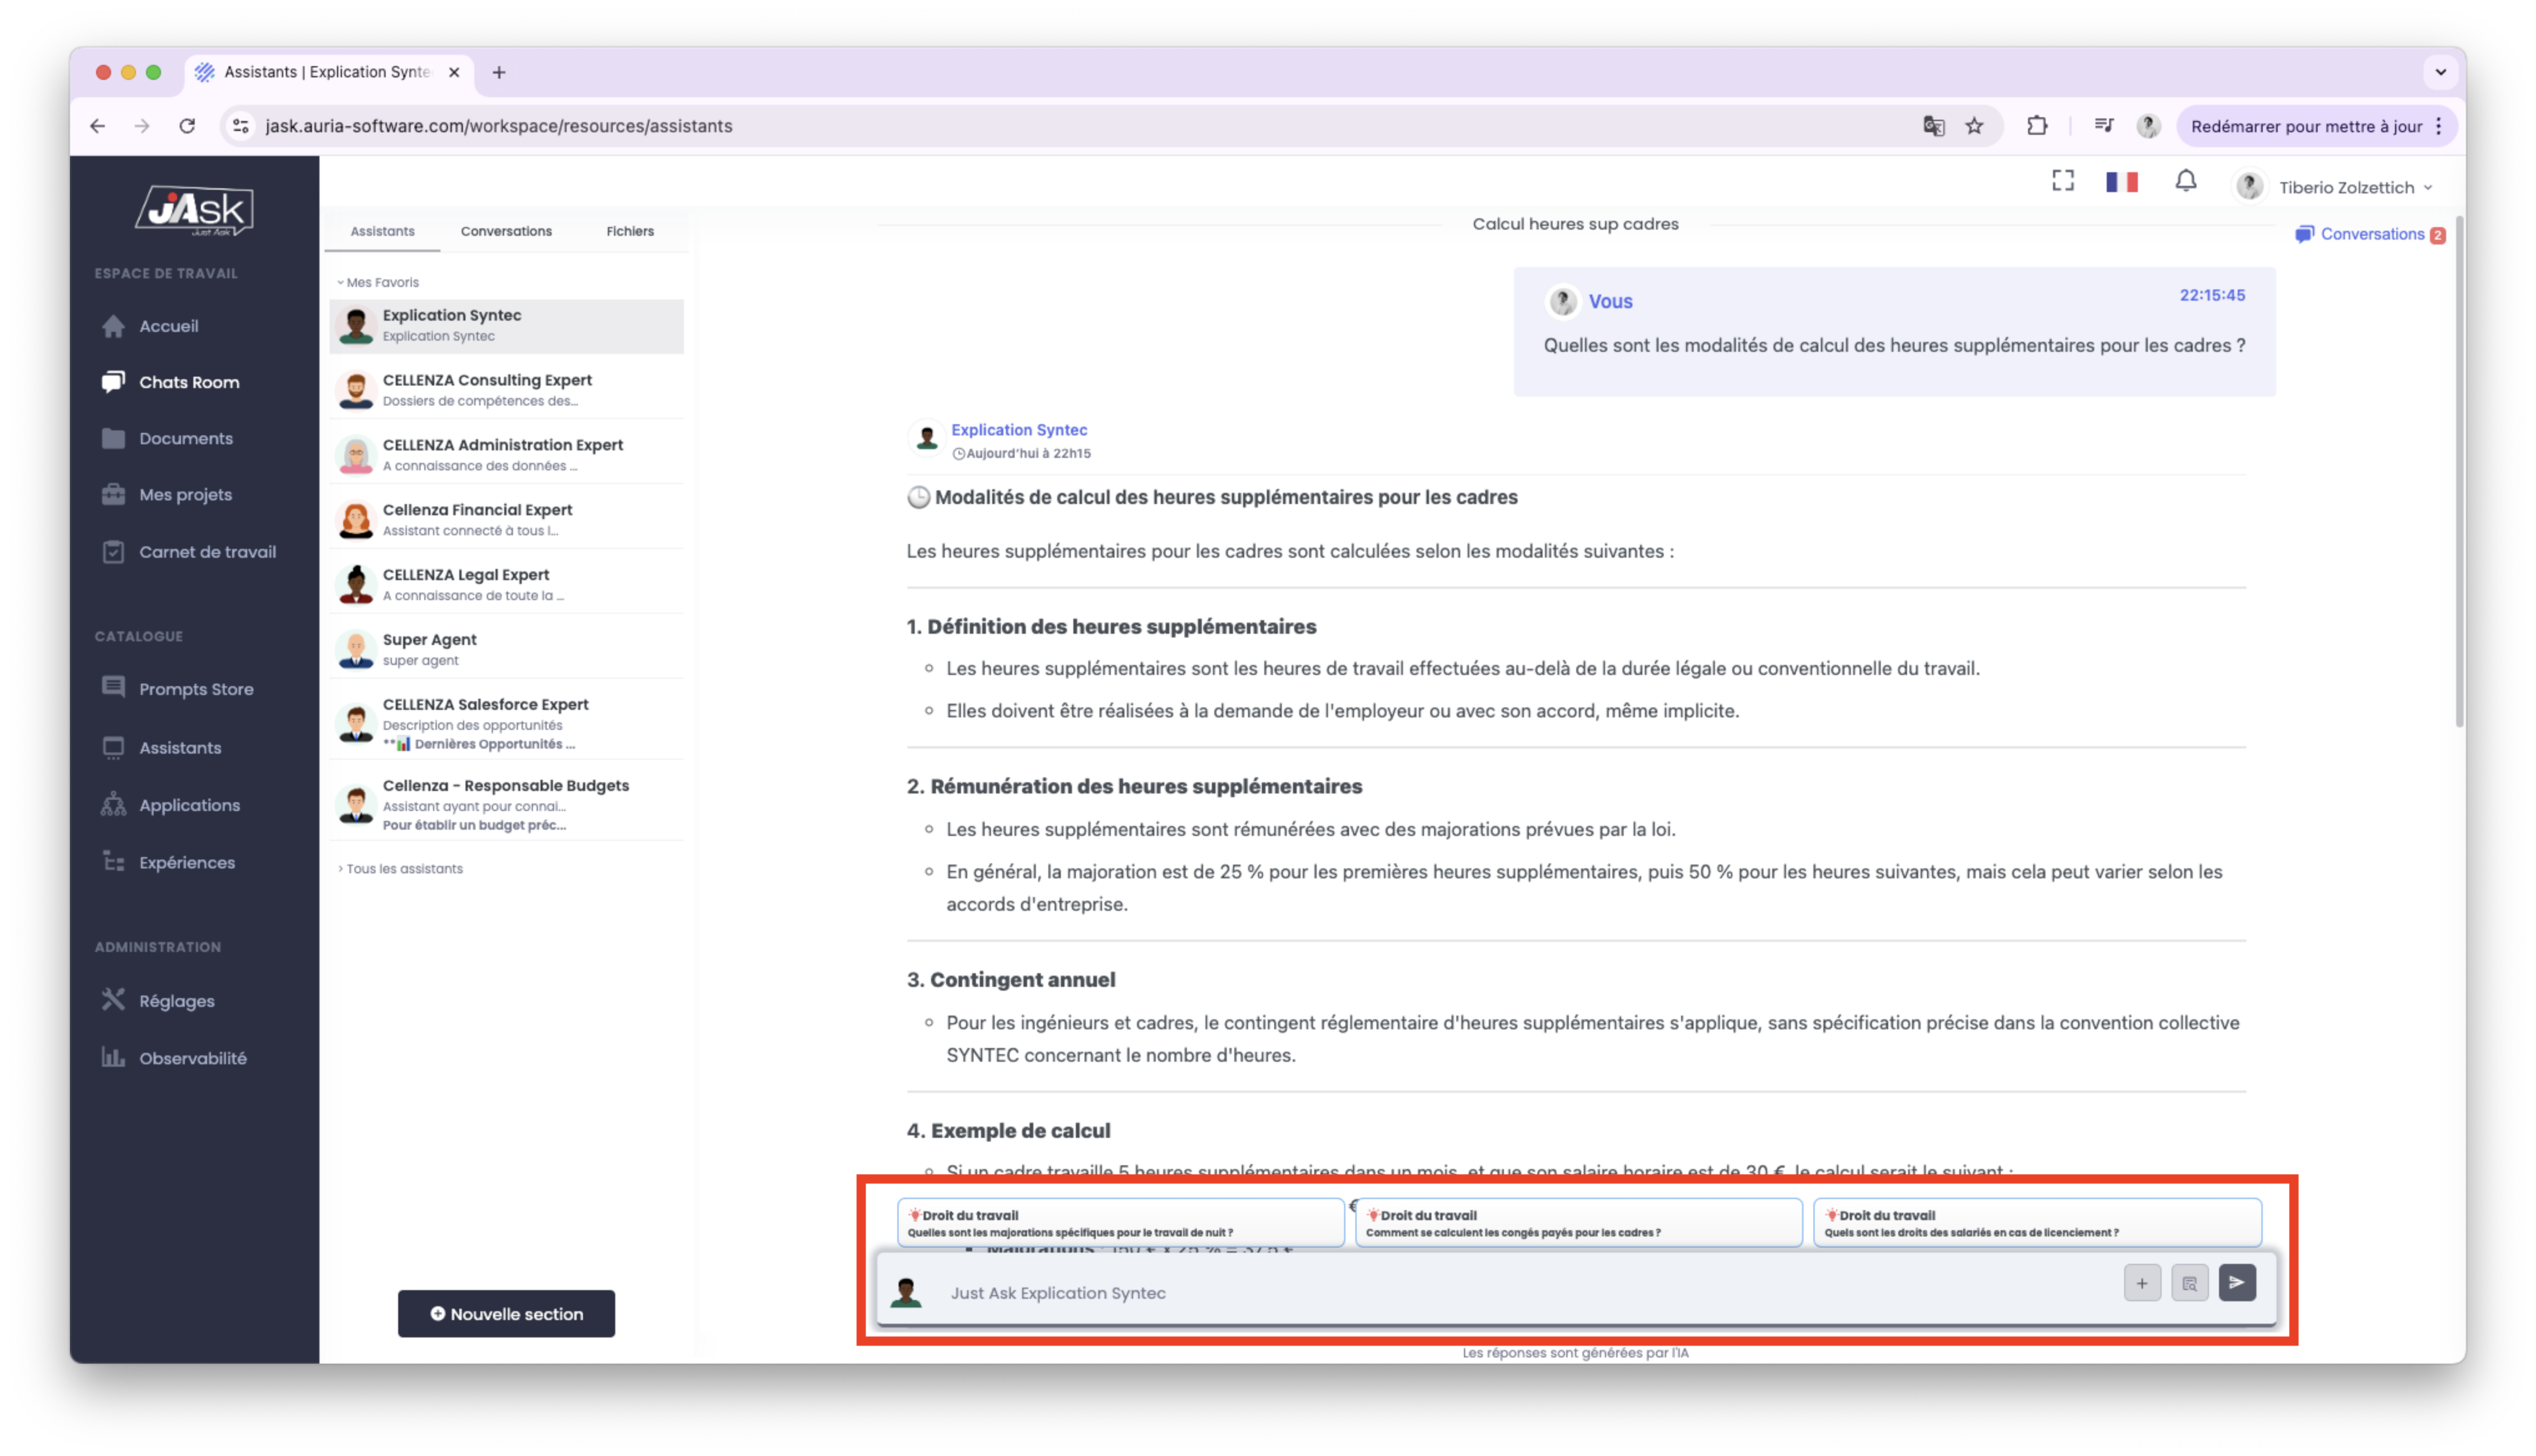 Assistants | Explication Synte
jask.auria-software.com/workspace/resources/assistants
Redémarrer pour mettre à jour
jAsk
Just Ask
Tiberio Zolzettich
ESPACE DE TRAVAIL
Accueil
Chats Room
Documents
Mes projets
Carnet de travail
CATALOGUE
Prompts Store
Assistants
Applications
Expériences
ADMINISTRATION
Réglages
Observabilité
Assistants
Conversations
Fichiers
Mes Favoris
Explication Syntec
Explication Syntec
CELLENZA Consulting Expert
Dossiers de compétences des...
CELLENZA Administration Expert
A connaissance des données ...
Cellenza Financial Expert
Assistant connecté à tous l...
CELLENZA Legal Expert
A connaissance de toute la ...
Super Agent
super agent
CELLENZA Salesforce Expert
Description des opportunités
**📊 Dernières Opportunités ...
Cellenza - Responsable Budgets
Assistant ayant pour connai...
Pour établir un budget préc...
Tous les assistants
Nouvelle section
Calcul heures sup cadres
Conversations 2
Vous
22:15:45
Quelles sont les modalités de calcul des heures supplémentaires pour les cadres ?
Explication Syntec
Aujourd'hui à 22h15
🕒 Modalités de calcul des heures supplémentaires pour les cadres
Les heures supplémentaires pour les cadres sont calculées selon les modalités suivantes :
1. Définition des heures supplémentaires
Les heures supplémentaires sont les heures de travail effectuées au-delà de la durée légale ou conventionnelle du travail.
Elles doivent être réalisées à la demande de l'employeur ou avec son accord, même implicite.
2. Rémunération des heures supplémentaires
Les heures supplémentaires sont rémunérées avec des majorations prévues par la loi.
En général, la majoration est de 25 % pour les premières heures supplémentaires, puis 50 % pour les heures suivantes, mais cela peut varier selon les
accords d'entreprise.
3. Contingent annuel
Pour les ingénieurs et cadres, le contingent réglementaire d'heures supplémentaires s'applique, sans spécification précise dans la convention collective
SYNTEC concernant le nombre d'heures.
4. Exemple de calcul
Si un cadre travaille 5 heures supplémentaires dans un mois, et que son salaire horaire est de 30 €, le calcul serait le suivant :
€
Droit du travail
Quelles sont les majorations spécifiques pour le travail de nuit ?
Droit du travail
Comment se calculent les congés payés pour les cadres ?
Droit du travail
Quels sont les droits des salariés en cas de licenciement ?
Majorations : 150 € x 25 % = 37,5 €
Just Ask Explication Syntec
Les réponses sont générées par l'IA